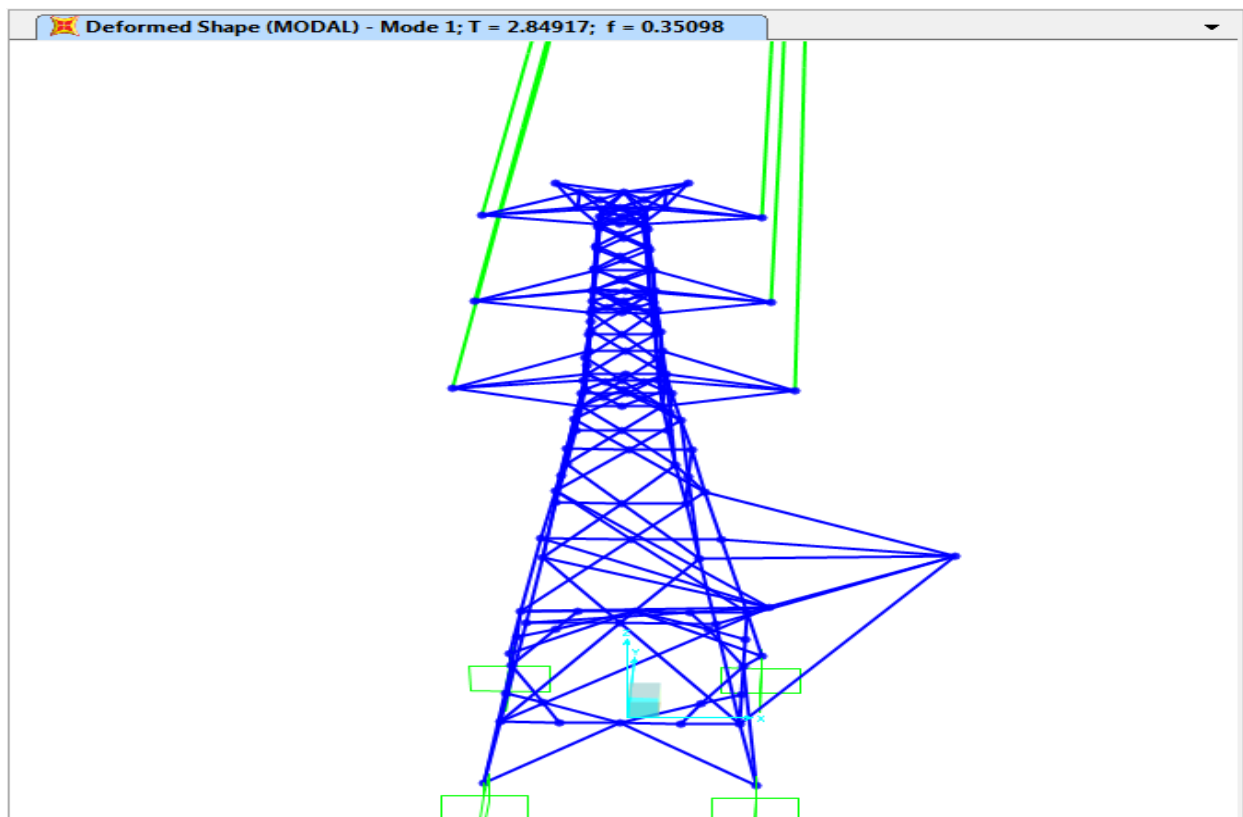 Deformed Shape (MODAL) - Mode 1; T = 2.84917; f = 0.35098
Z
Y
X